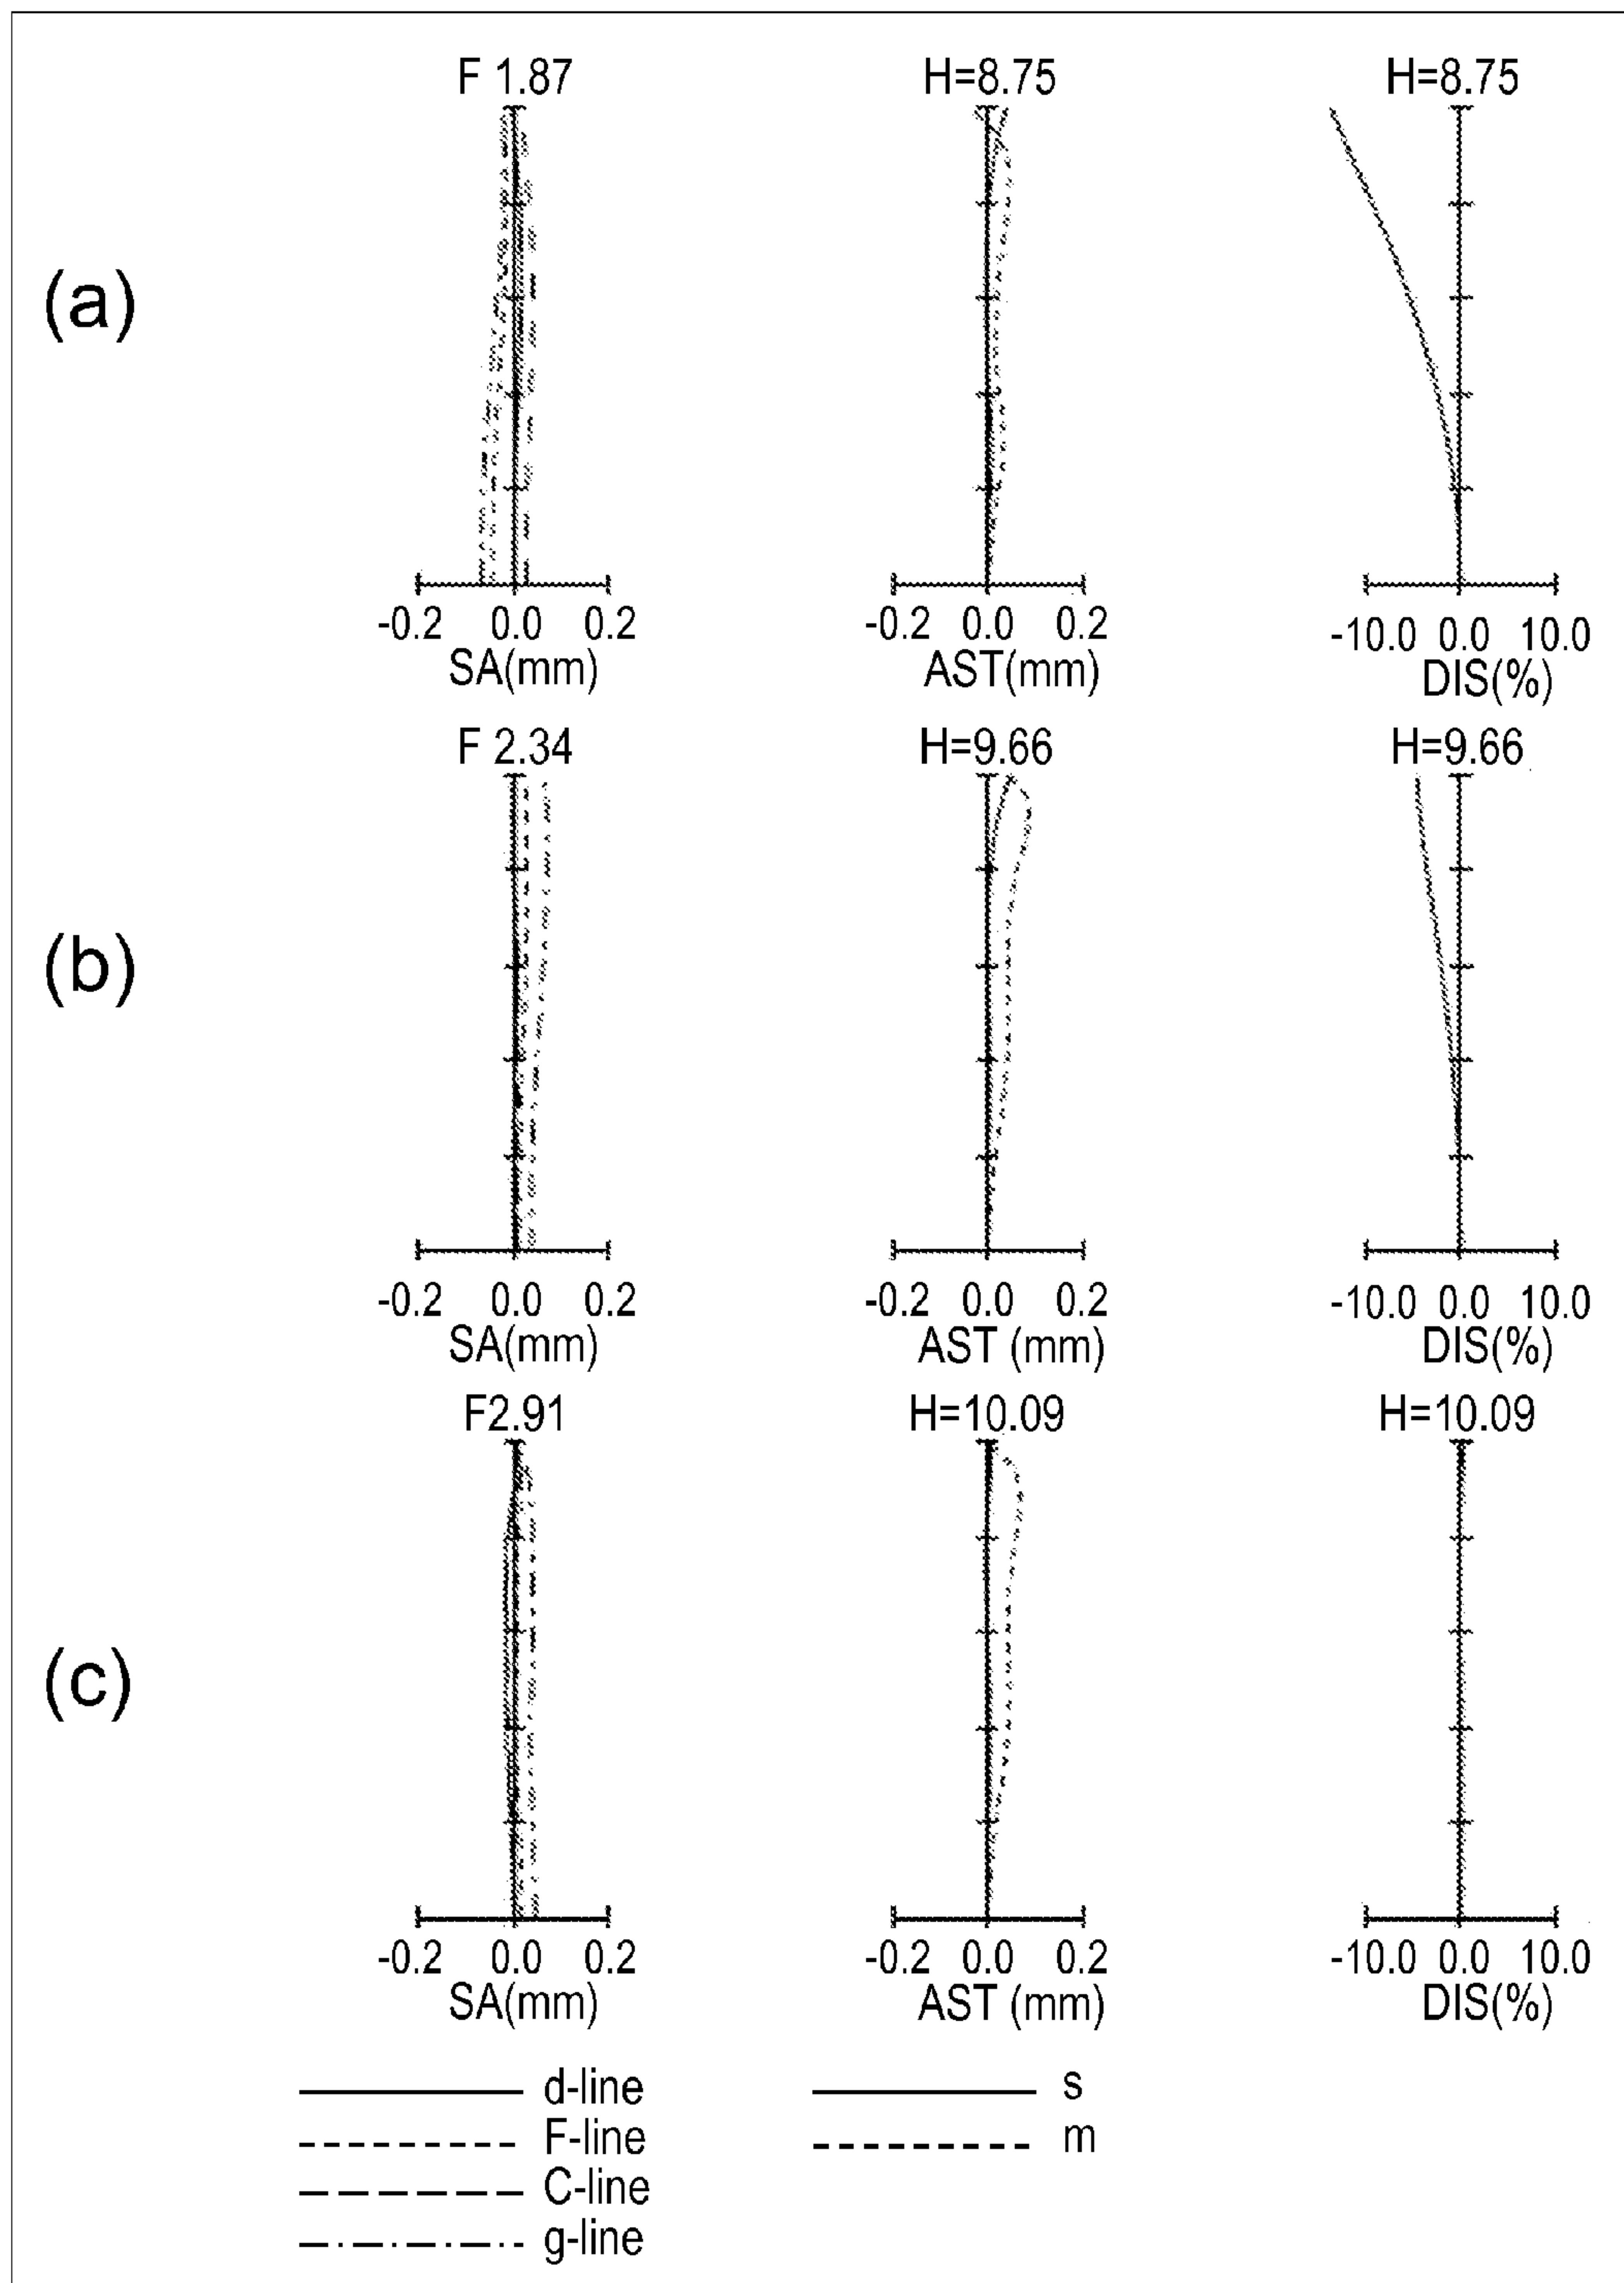 F 1.87 H=8.75 H=8.75
(a)
-0.2 0.0 0.2 -0.2 0.0 0.2 -10.0 0.0 10.0
SA(mm) AST(mm) DIS(%)
F 2.34 H=9.66 H=9.66
(b)
-0.2 0.0 0.2 -0.2 0.0 0.2 -10.0 0.0 10.0
SA(mm) AST (mm) DIS(%)
F2.91 H=10.09 H=10.09
(c)
-0.2 0.0 0.2 -0.2 0.0 0.2 -10.0 0.0 10.0
SA(mm) AST (mm) DIS(%)
d-line s
F-line m
C-line
g-line